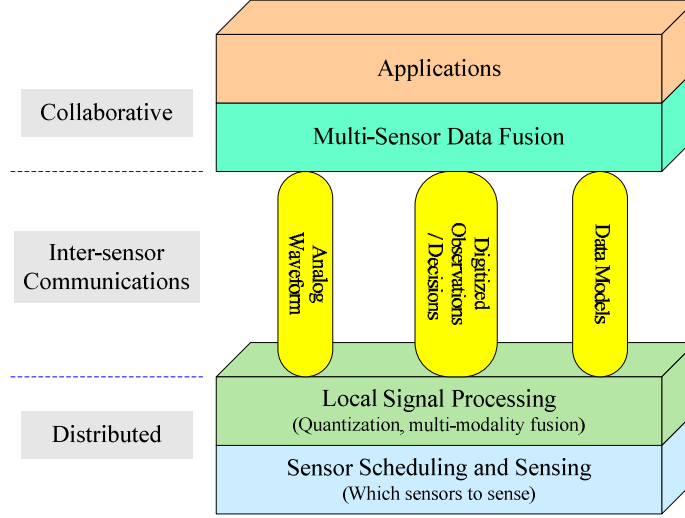 Applications
Collaborative
Multi-Sensor Data Fusion
Inter-sensor
Communications
Analog
Waveform
Digitized
Observations
/ Decisions
Data Models
Local Signal Processing
(Quantization, multi-modality fusion)
Distributed
Sensor Scheduling and Sensing
(Which sensors to sense)